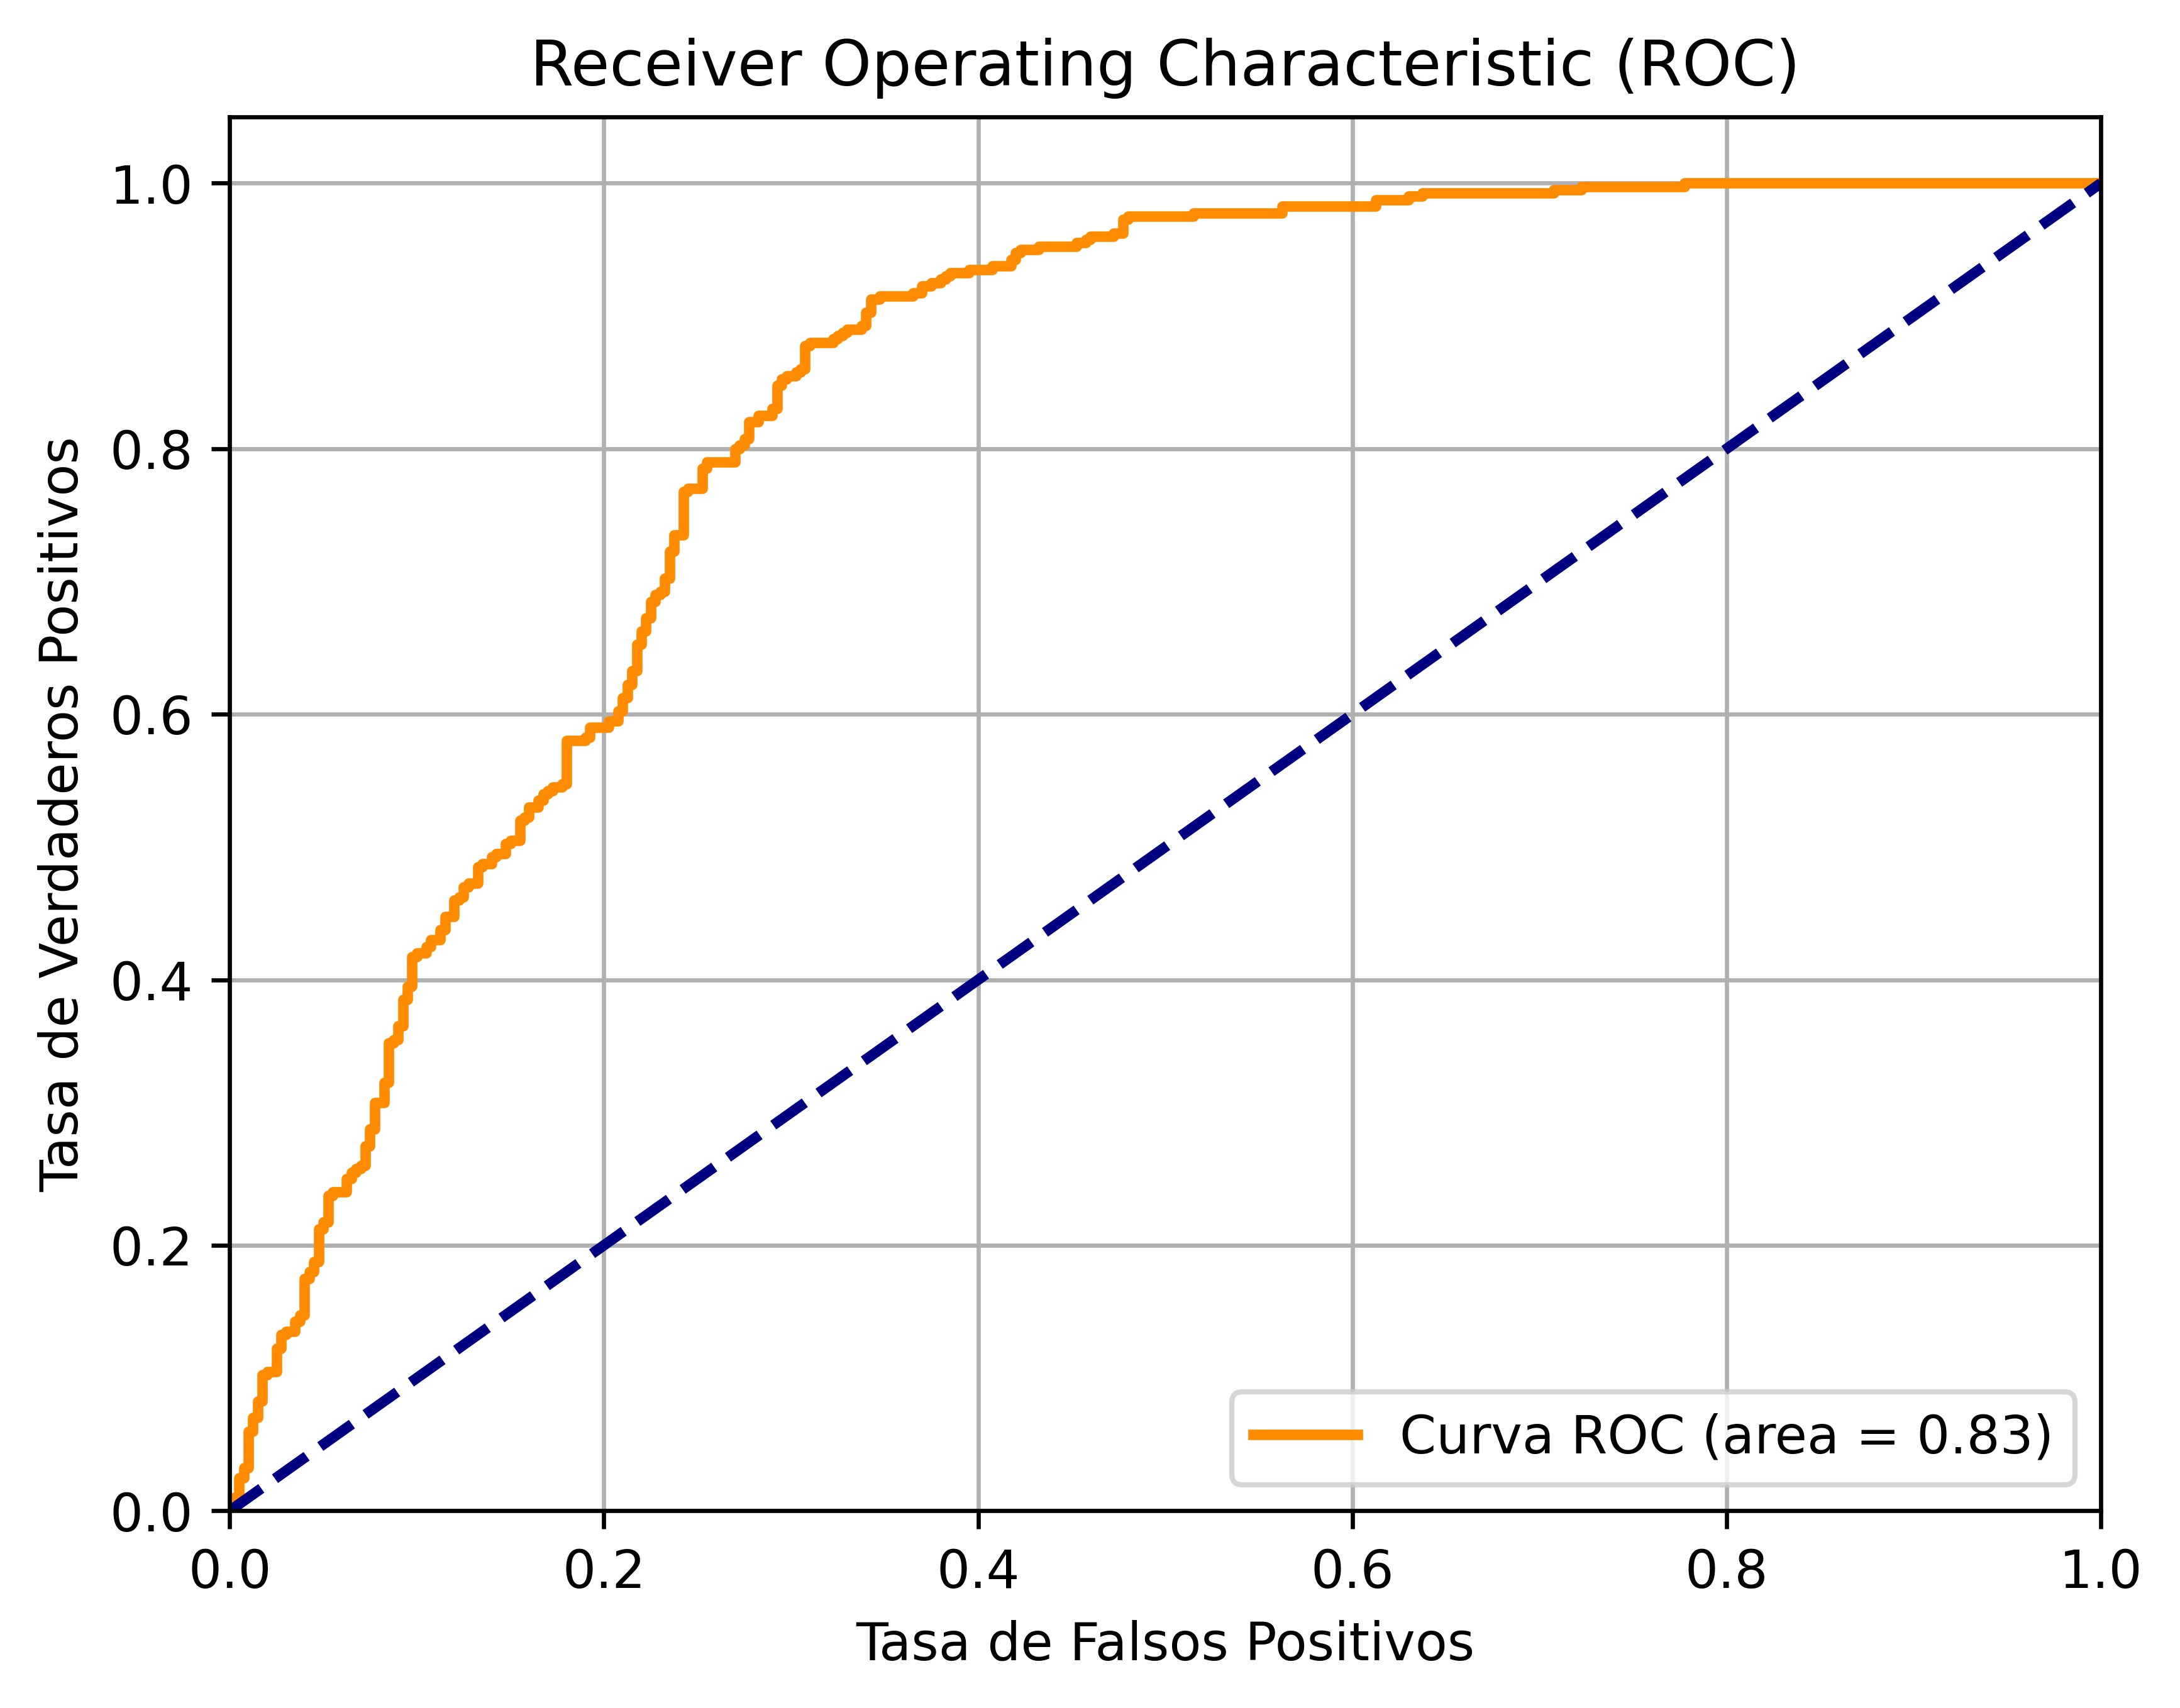 Receiver Operating Characteristic (ROC)
1.0
0.8
0.6
0.4
0.2
0.0
Tasa de Verdaderos Positivos
Curva ROC (area = 0.83)
0.0 0.2 0.4 0.6 0.8 1.0
Tasa de Falsos Positivos